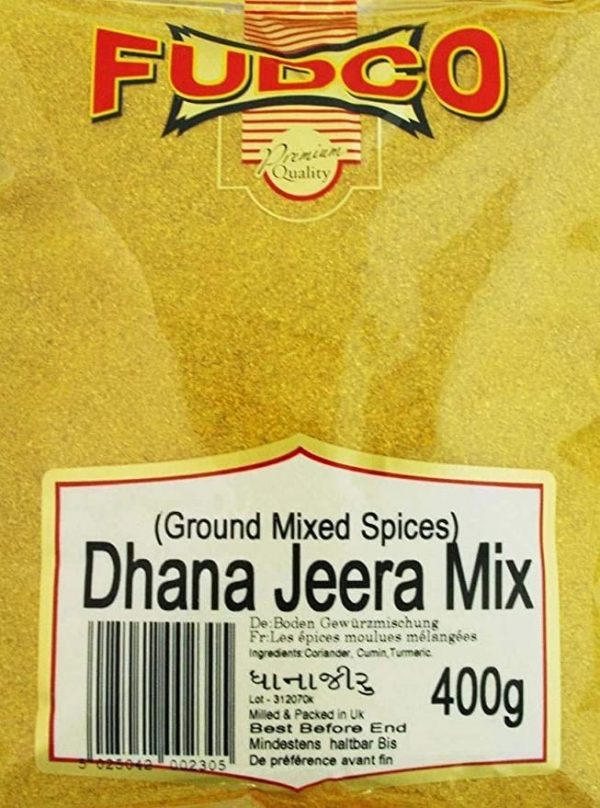 FUDCO
Premium
Quality
(Ground Mixed Spices)
Dhana Jeera Mix
De:Boden Gewürzmischung
Fr:Les épices moulues mélangées
Ingredients:Coriander, Cumin,Turmeric.
ધાનાજીરુ
400g
Lot - 312070k
Milled & Packed in Uk
Best Before End
Mindestens haltbar Bis
De préférence avant fin
5 025042 002305